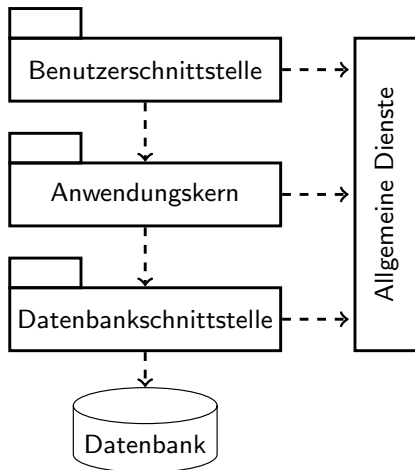 Benutzerschnittstelle
Allgemeine Dienste
Anwendungskern
Datenbankschnittstelle
Datenbank